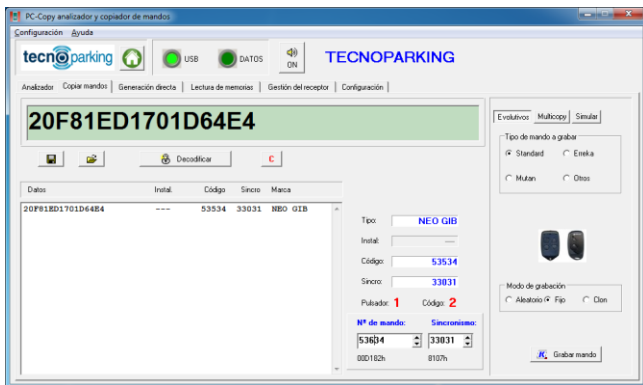 PC-Copy analizador y copiador de mandos
Configuración Ayuda
tecnoparking USB DATOS ON TECNOPARKING
Analizador Copiar mandos Generación directa Lectura de memorias Gestión del receptor Configuración
20F81ED1701D64E4
Decodificar C
Datos Instal. Código Sincro Marca
20F81ED1701D64E4 --- 53534 33031 NEO GIB
Tipo: NEO GIB
Instal: ---
Código: 53534
Sincro: 33031
Pulsador: 1 Código: 2
Nº de mando: Sincronismo:
53634 33031
00D182h 8107h
Evolutivos Multicopy Simular
Tipo de mando a grabar
Standard Erreka
Mutan Otros
Modo de grabación
Aleatorio Fijo Clon
Grabar mando